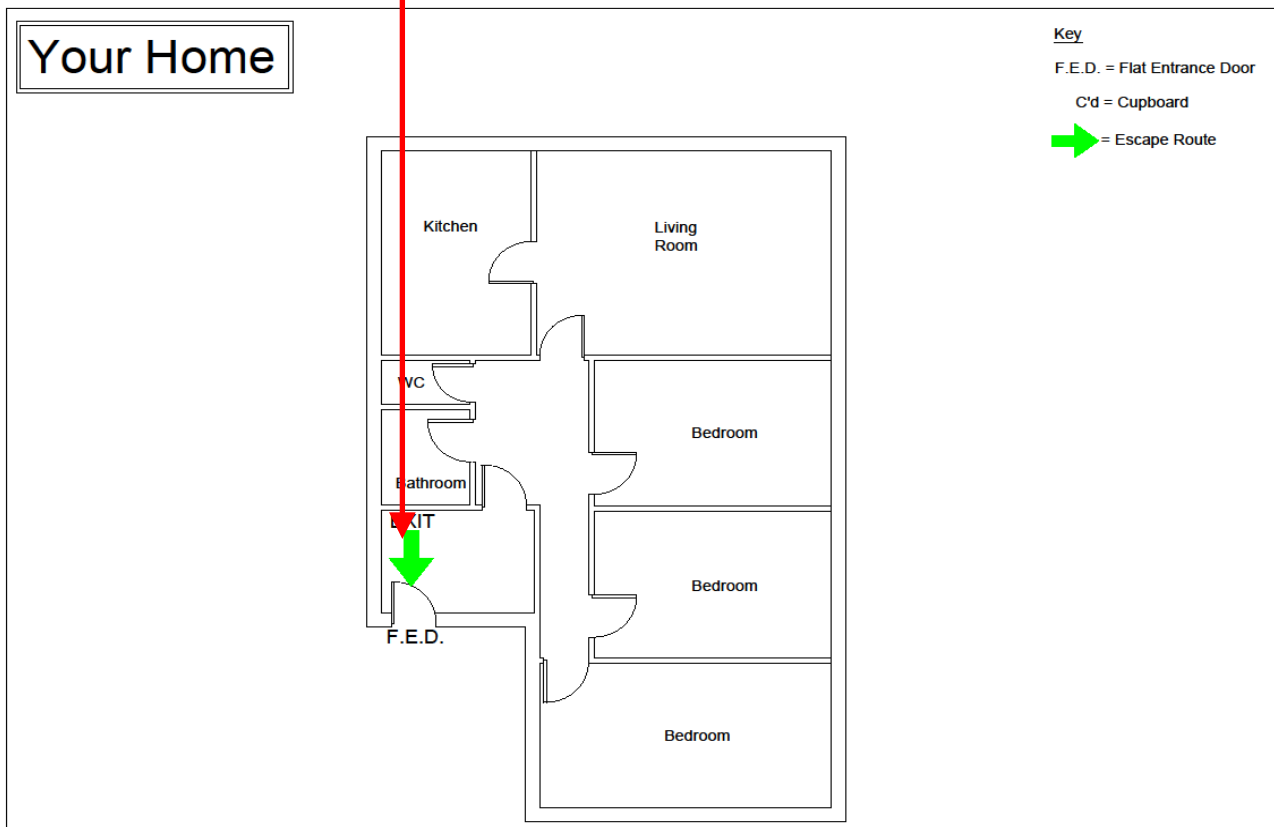 Your Home
Key
F.E.D. = Flat Entrance Door
C'd = Cupboard
= Escape Route
Kitchen
Living
Room
WC
Bedroom
Bathroom
EXIT
Bedroom
F.E.D.
Bedroom